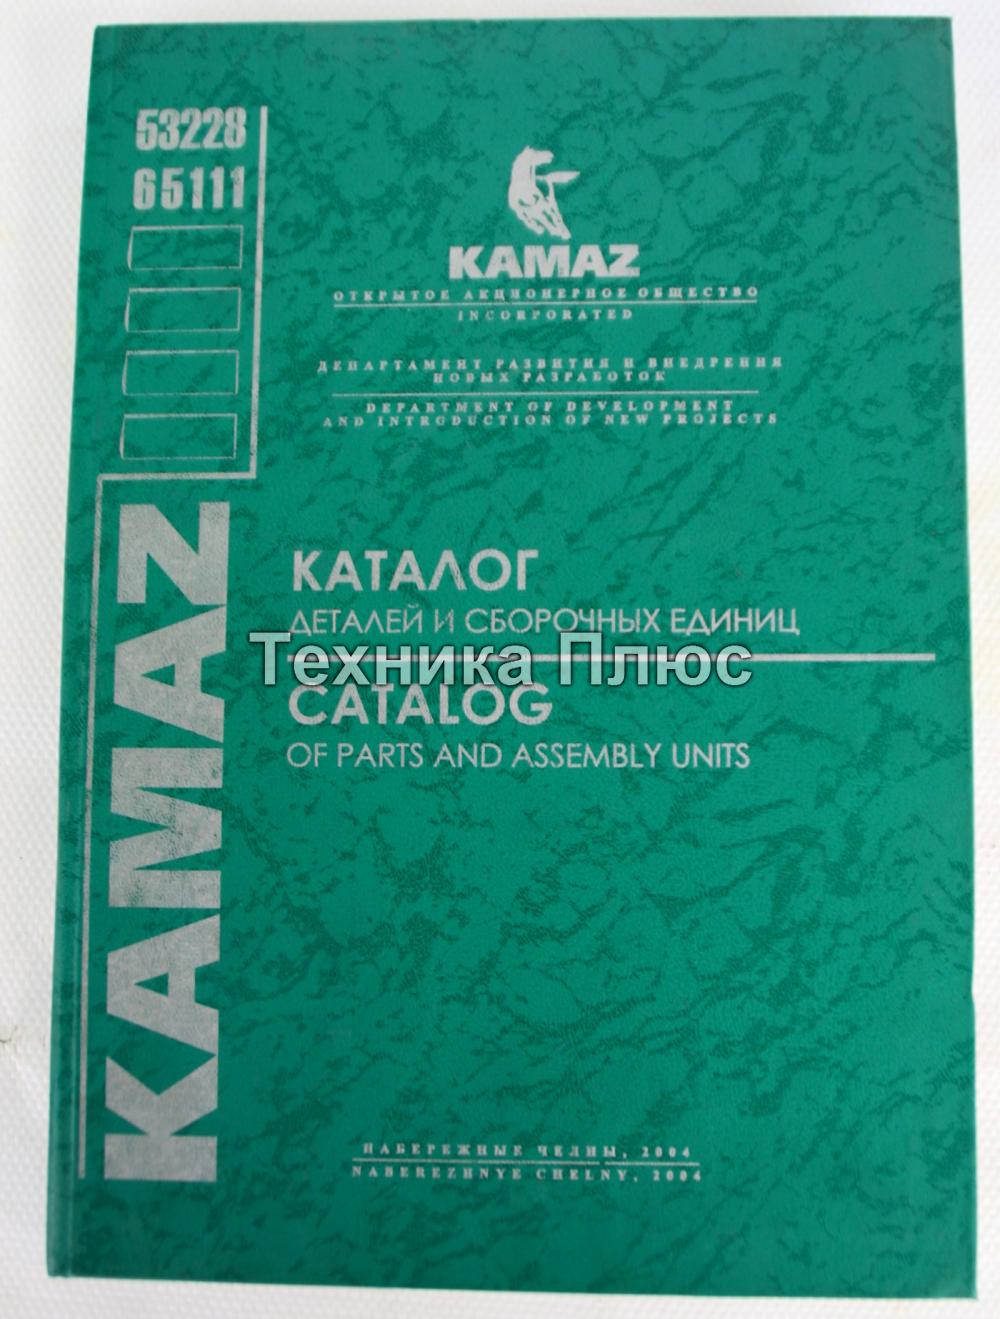 53228
65111
KAMAZ
ОТКРЫТОЕ АКЦИОНЕРНОЕ ОБЩЕСТВО
INCORPORATED
ДЕПАРТАМЕНТ РАЗВИТИЯ И ВНЕДРЕНИЯ
НОВЫХ РАЗРАБОТОК
DEPARTMENT OF DEVELOPMENT
AND INTRODUCTION OF NEW PROJECTS
KAMAZ
КАТАЛОГ
ДЕТАЛЕЙ И СБОРОЧНЫХ ЕДИНИЦ
Техника Плюс
CATALOG
OF PARTS AND ASSEMBLY UNITS
НАБЕРЕЖНЫЕ ЧЕЛНЫ, 2004
NABEREZHNYE CHELNY, 2004